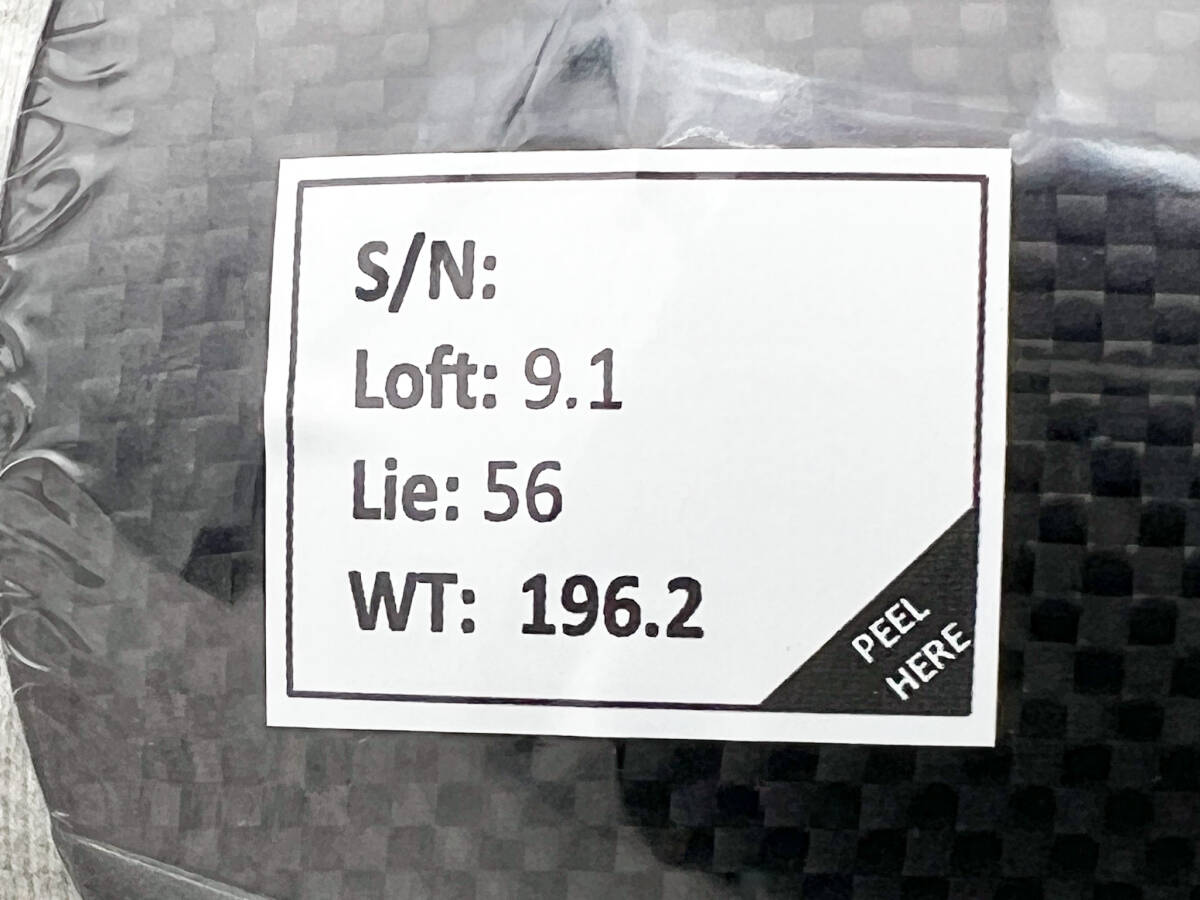 S/N:
Loft: 9.1
Lie: 56
WT: 196.2
PEEL
HERE